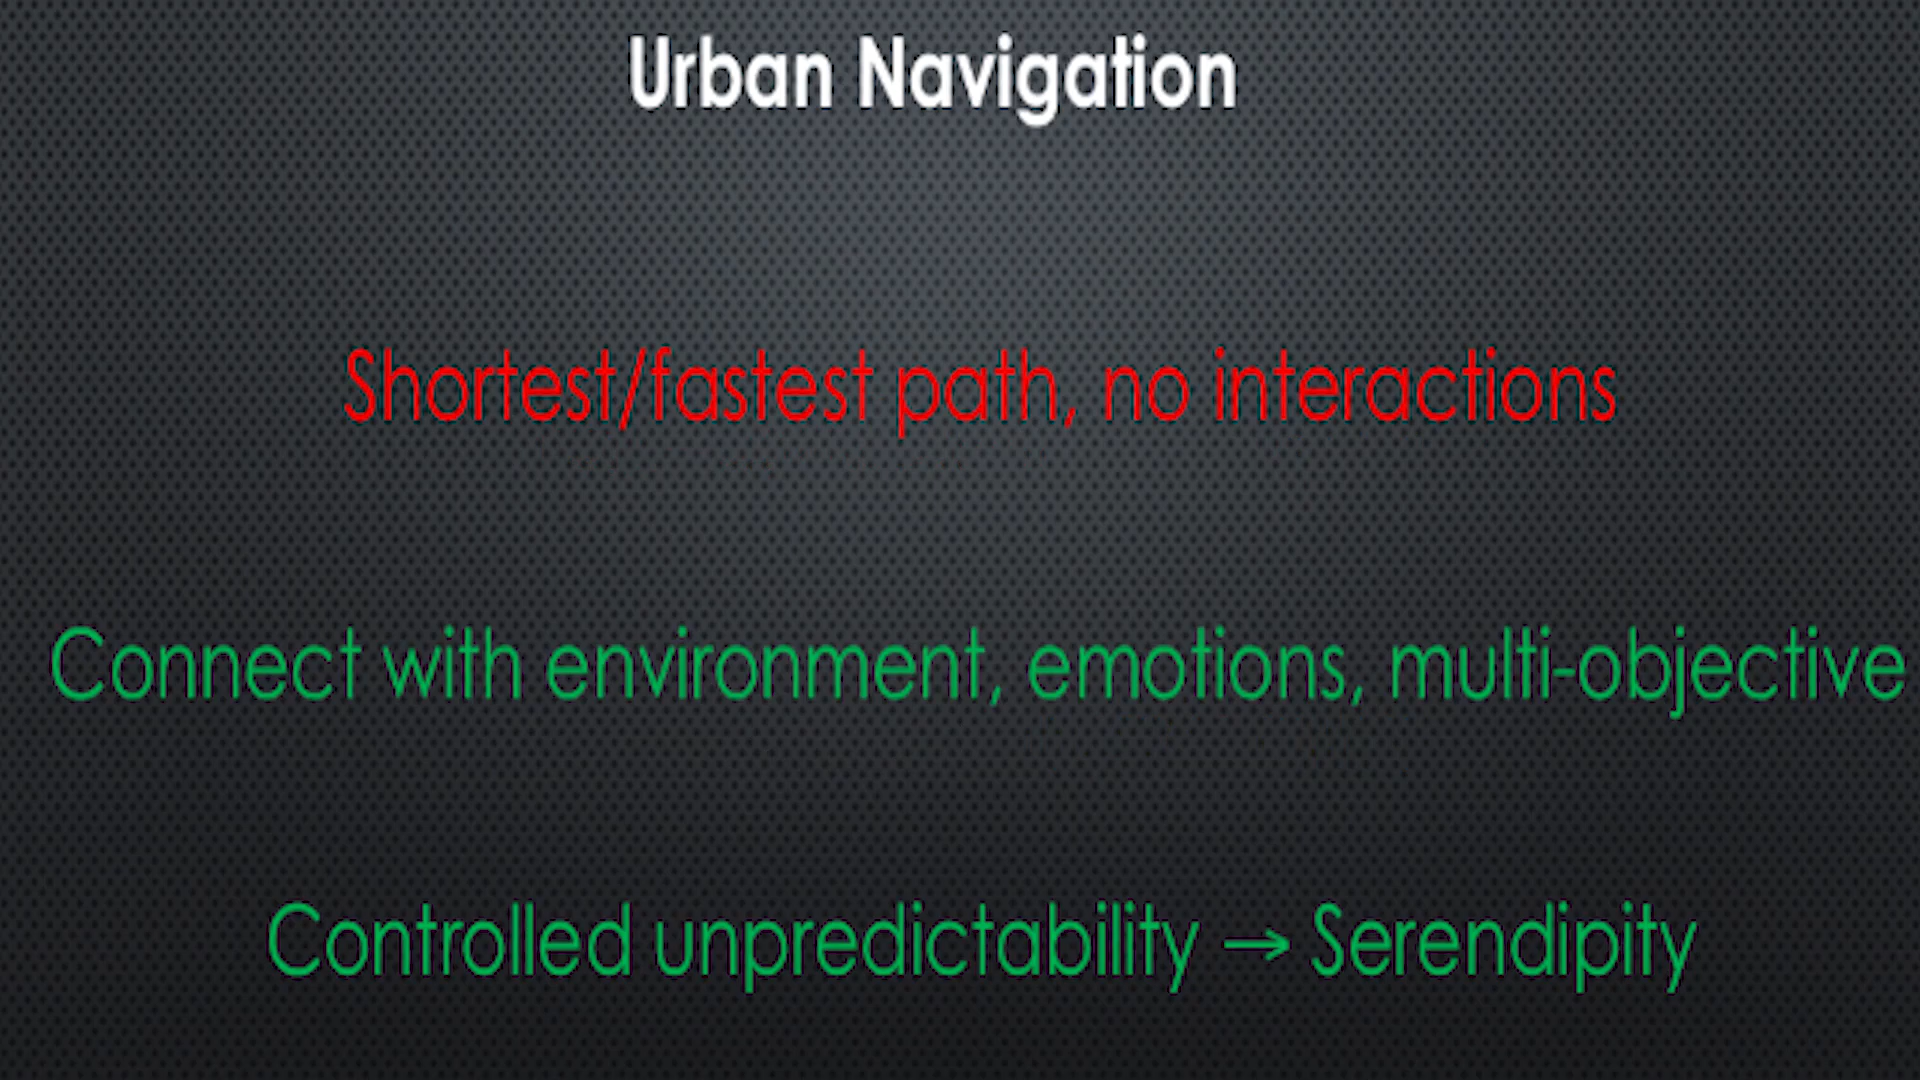 Urban Navigation
Shortest/fastest path, no interactions
Connect with environment, emotions, multi-objective
Controlled unpredictability → Serendipity